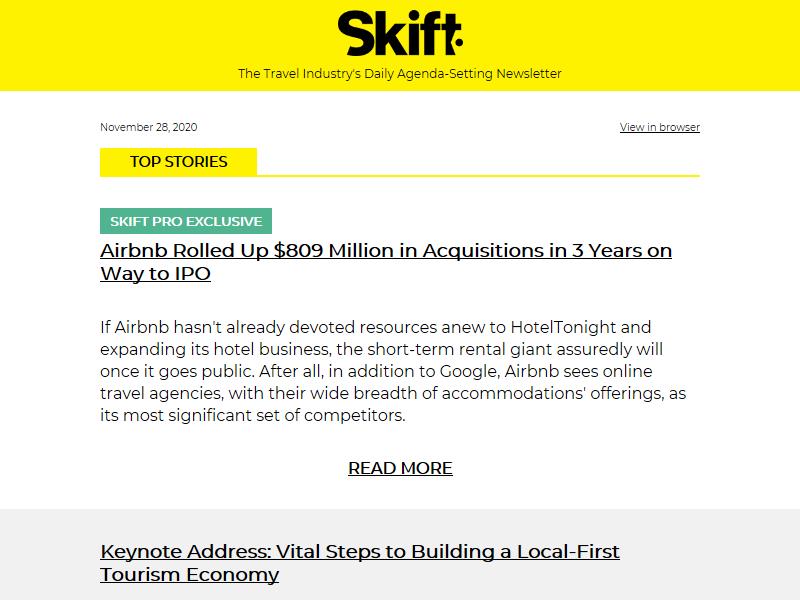 Skift
The Travel Industry's Daily Agenda-Setting Newsletter
November 28, 2020
View in browser
TOP STORIES
SKIFT PRO EXCLUSIVE
Airbnb Rolled Up $809 Million in Acquisitions in 3 Years on
Way to IPO
If Airbnb hasn't already devoted resources anew to HotelTonight and
expanding its hotel business, the short-term rental giant assuredly will
once it goes public. After all, in addition to Google, Airbnb sees online
travel agencies, with their wide breadth of accommodations' offerings, as
its most significant set of competitors.
READ MORE
Keynote Address: Vital Steps to Building a Local-First
Tourism Economy